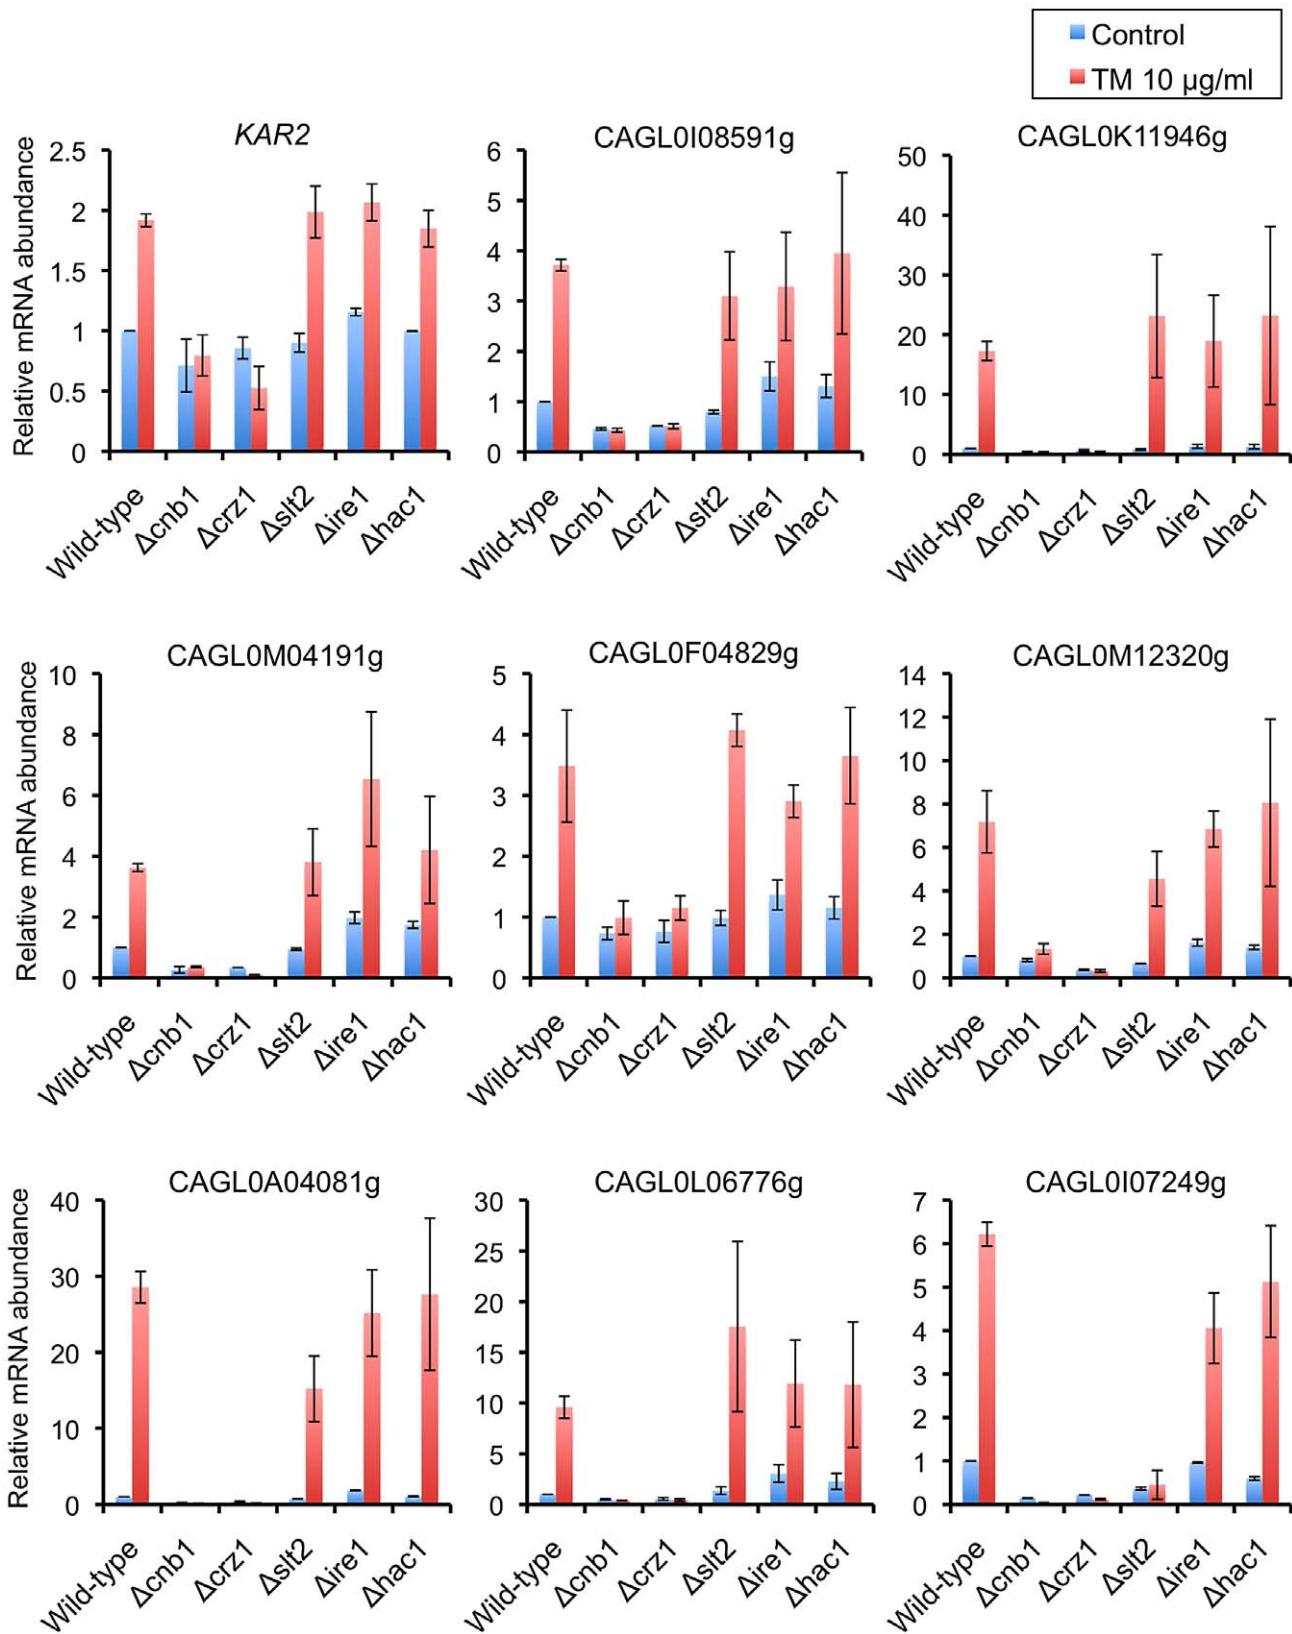 Control
TM 10 µg/ml
KAR2
CAGL0I08591g
CAGL0K11946g
Relative mRNA abundance
2.5
2
1.5
1
0.5
0
6
5
4
3
2
1
0
50
40
30
20
10
0
Wild-type
Δcnb1
Δcrz1
Δslt2
Δire1
Δhac1
Wild-type
Δcnb1
Δcrz1
Δslt2
Δire1
Δhac1
Wild-type
Δcnb1
Δcrz1
Δslt2
Δire1
Δhac1
CAGL0M04191g
CAGL0F04829g
CAGL0M12320g
Relative mRNA abundance
10
8
6
4
2
0
5
4
3
2
1
0
14
12
10
8
6
4
2
0
Wild-type
Δcnb1
Δcrz1
Δslt2
Δire1
Δhac1
Wild-type
Δcnb1
Δcrz1
Δslt2
Δire1
Δhac1
Wild-type
Δcnb1
Δcrz1
Δslt2
Δire1
Δhac1
CAGL0A04081g
CAGL0L06776g
CAGL0I07249g
Relative mRNA abundance
40
30
20
10
0
30
25
20
15
10
5
0
7
6
5
4
3
2
1
0
Wild-type
Δcnb1
Δcrz1
Δslt2
Δire1
Δhac1
Wild-type
Δcnb1
Δcrz1
Δslt2
Δire1
Δhac1
Wild-type
Δcnb1
Δcrz1
Δslt2
Δire1
Δhac1